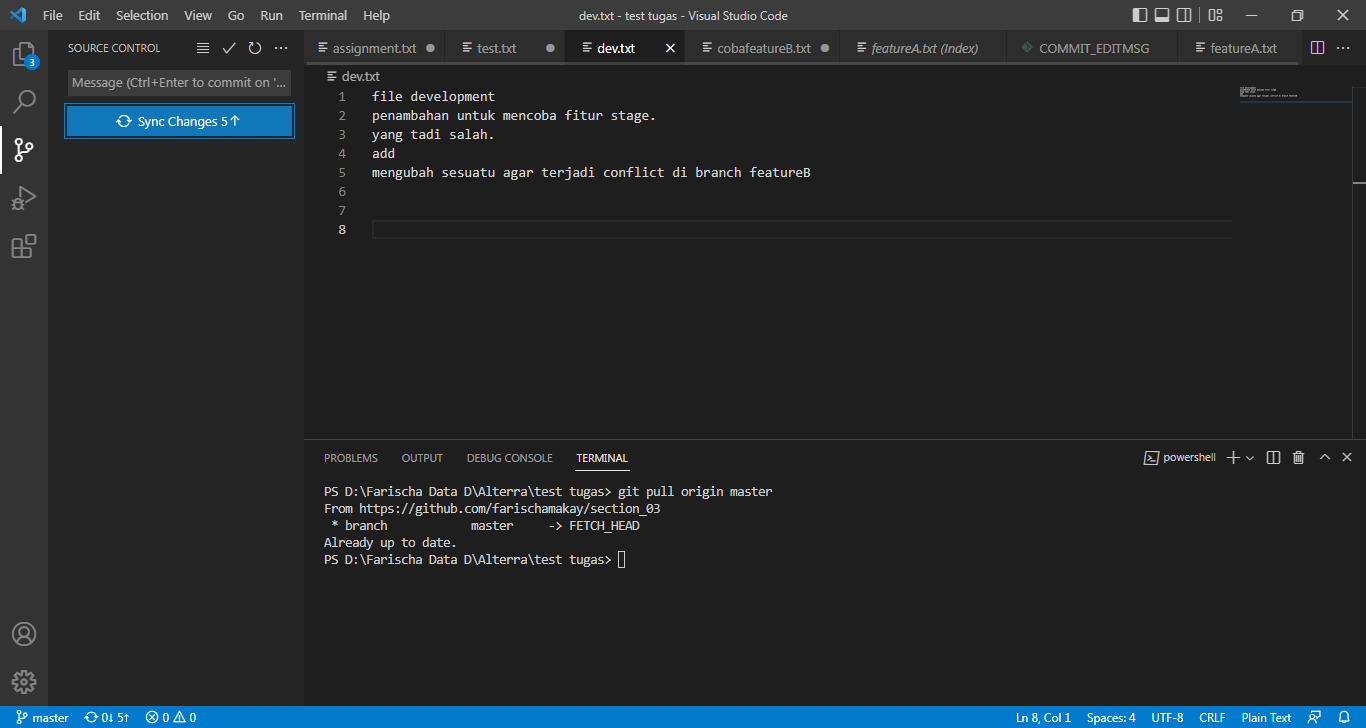 File Edit Selection View Go Run Terminal Help
dev.txt - test tugas - Visual Studio Code
SOURCE CONTROL
assignment.txt test.txt dev.txt cobafeatureB.txt featureA.txt (Index) COMMIT_EDITMSG featureA.txt
3
Message (Ctrl+Enter to commit on '...
Sync Changes 5↑
dev.txt
1 file development
2 penambahan untuk mencoba fitur stage.
3 yang tadi salah.
4 add
5 mengubah sesuatu agar terjadi conflict di branch featureB
6
7
8
PROBLEMS OUTPUT DEBUG CONSOLE TERMINAL
powershell
PS D:\Farischa Data D\Alterra\test tugas> git pull origin master
From https://github.com/farischamakay/section_03
* branch master -> FETCH_HEAD
Already up to date.
PS D:\Farischa Data D\Alterra\test tugas>
master 0↓ 5↑ 0 0 Ln 8, Col 1 Spaces: 4 UTF-8 CRLF Plain Text